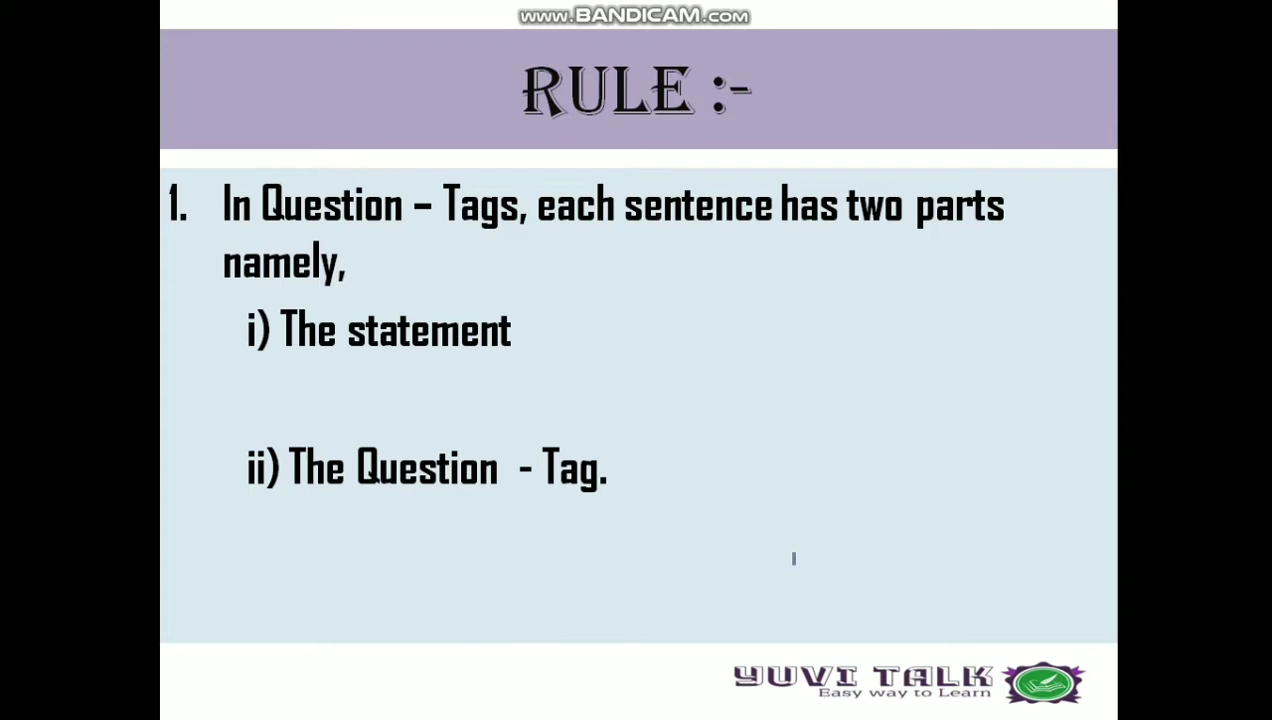 www.BANDICAM.com
RULE :-
1. In Question – Tags, each sentence has two parts
namely,
i) The statement
ii) The Question - Tag.
YUVI TALK
Easy way to Learn